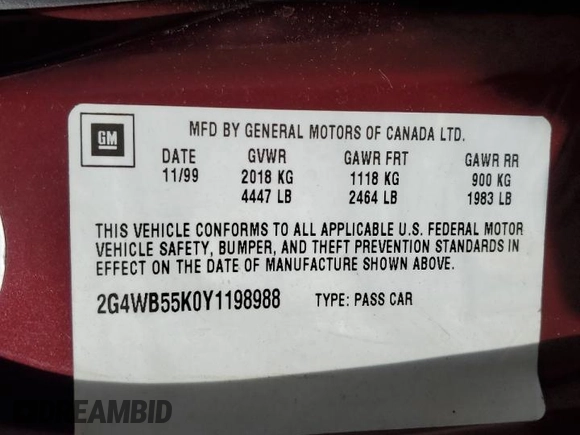 GM
MFD BY GENERAL MOTORS OF CANADA LTD.
DATE GVWR GAWR FRT GAWR RR
11/99 2018 KG 1118 KG 900 KG
4447 LB 2464 LB 1983 LB
THIS VEHICLE CONFORMS TO ALL APPLICABLE U.S. FEDERAL MOTOR
VEHICLE SAFETY, BUMPER, AND THEFT PREVENTION STANDARDS IN
EFFECT ON THE DATE OF MANUFACTURE SHOWN ABOVE.
2G4WB55K0Y1198988 TYPE: PASS CAR